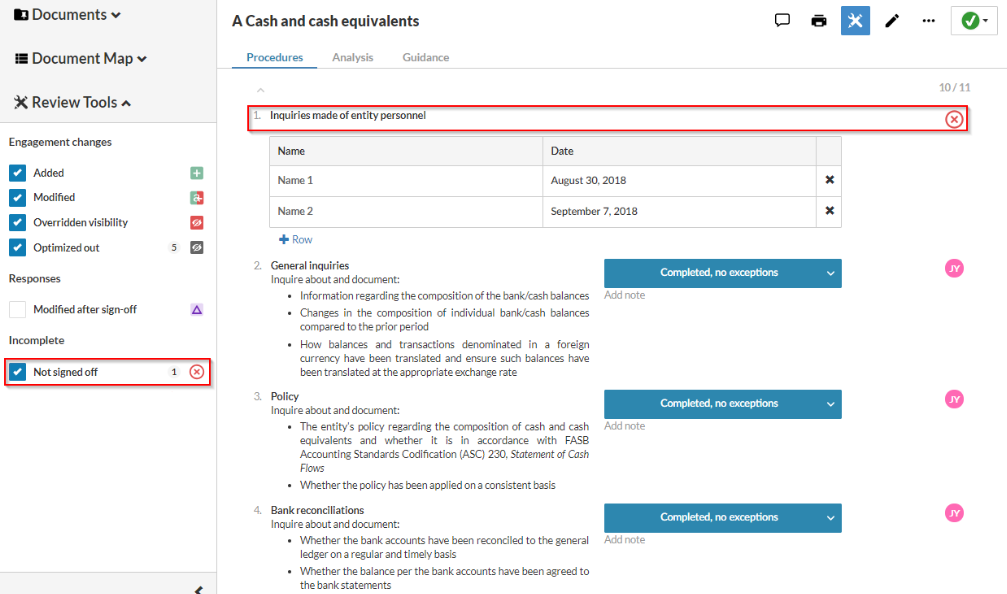 Documents
Document Map
Review Tools
Engagement changes
Added
Modified
Overridden visibility
Optimized out 5
Responses
Modified after sign-off
Incomplete
Not signed off 1
A Cash and cash equivalents
Procedures Analysis Guidance
10 / 11
1. Inquiries made of entity personnel
Name Date
Name 1 August 30, 2018
Name 2 September 7, 2018
Row
2. General inquiries
Inquire about and document:
• Information regarding the composition of the bank/cash balances
• Changes in the composition of individual bank/cash balances
compared to the prior period
• How balances and transactions denominated in a foreign
currency have been translated and ensure such balances have
been translated at the appropriate exchange rate
Completed, no exceptions
Add note
JY
3. Policy
Inquire about and document:
• The entity's policy regarding the composition of cash and cash
equivalents and whether it is in accordance with FASB
Accounting Standards Codification (ASC) 230, Statement of Cash
Flows
• Whether the policy has been applied on a consistent basis
Completed, no exceptions
Add note
JY
4. Bank reconciliations
Inquire about and document:
• Whether the bank accounts have been reconciled to the general
ledger on a regular and timely basis
• Whether the balance per the bank accounts have been agreed to
the bank statements
Completed, no exceptions
Add note
JY